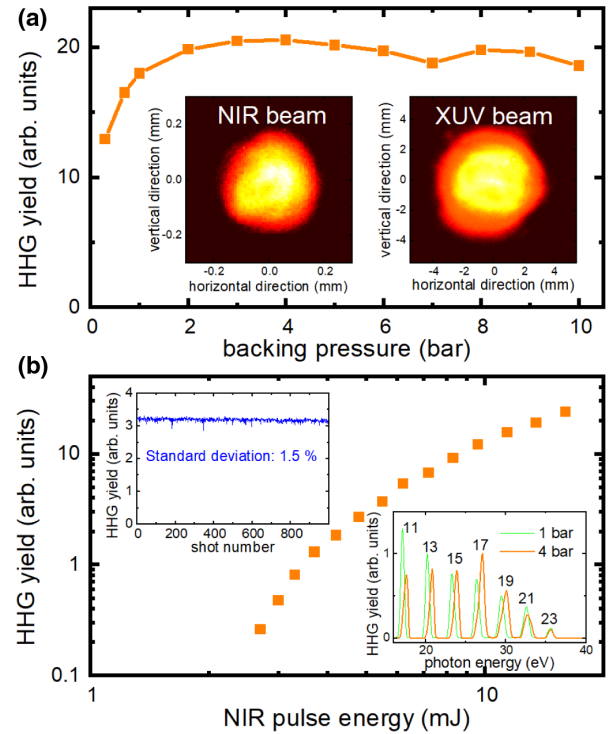 (a)
HHG yield (arb. units)
20
10
0
NIR beam
vertical direction (mm)
0.2
0.0
-0.2
-0.2 0.0 0.2
horizontal direction (mm)
XUV beam
vertical direction (mm)
4
2
0
-2
-4
-4 -2 0 2 4
horizontal direction (mm)
0 2 4 6 8 10
backing pressure (bar)
(b)
HHG yield (arb. units)
10
1
0.1
HHG yield (arb. units)
4
3
2
1
0
Standard deviation: 1.5 %
0 200 400 600 800
shot number
HHG yield (arb. units)
1
0
11
13
15
17
19
21
23
1 bar
4 bar
20 30 40
photon energy (eV)
1 10
NIR pulse energy (mJ)